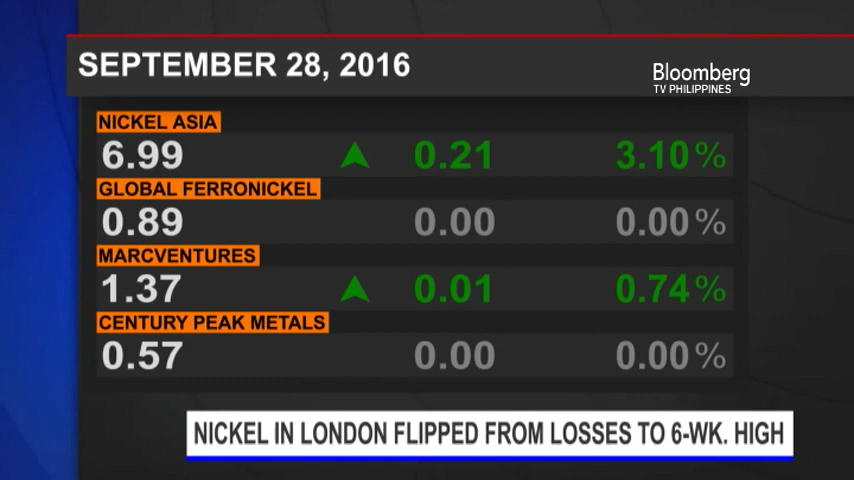 SEPTEMBER 28, 2016
Bloomberg
TV PHILIPPINES
NICKEL ASIA
6.99 0.21 3.10%
GLOBAL FERRONICKEL
0.89 0.00 0.00%
MARCVENTURES
1.37 0.01 0.74%
CENTURY PEAK METALS
0.57 0.00 0.00%
NICKEL IN LONDON FLIPPED FROM LOSSES TO 6-WK. HIGH